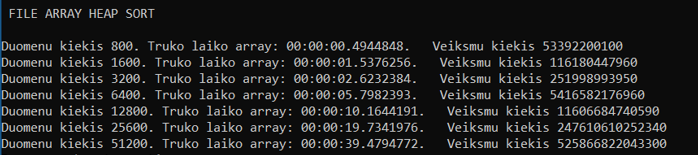 FILE ARRAY HEAP SORT
Duomenu kiekis 800. Truko laiko array: 00:00:00.4944848. Veiksmu kiekis 53392200100
Duomenu kiekis 1600. Truko laiko array: 00:00:01.5376256. Veiksmu kiekis 116180447960
Duomenu kiekis 3200. Truko laiko array: 00:00:02.6232384. Veiksmu kiekis 251998993950
Duomenu kiekis 6400. Truko laiko array: 00:00:05.7982393. Veiksmu kiekis 5416582176960
Duomenu kiekis 12800. Truko laiko array: 00:00:10.1644191. Veiksmu kiekis 11606684740590
Duomenu kiekis 25600. Truko laiko array: 00:00:19.7341976. Veiksmu kiekis 247610610252340
Duomenu kiekis 51200. Truko laiko array: 00:00:39.4794772. Veiksmu kiekis 525866822043300